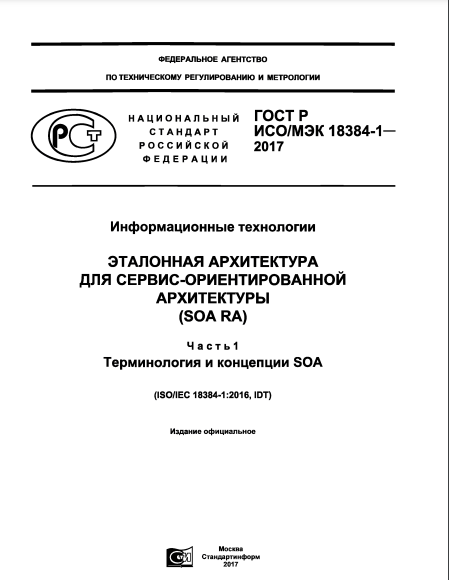 ФЕДЕРАЛЬНОЕ АГЕНТСТВО
ПО ТЕХНИЧЕСКОМУ РЕГУЛИРОВАНИЮ И МЕТРОЛОГИИ
НАЦИОНАЛЬНЫЙ
СТАНДАРТ
РОССИЙСКОЙ
ФЕДЕРАЦИИ
ГОСТ Р
ИСО/МЭК 18384-1—
2017
Информационные технологии
ЭТАЛОННАЯ АРХИТЕКТУРА
ДЛЯ СЕРВИС-ОРИЕНТИРОВАННОЙ
АРХИТЕКТУРЫ
(SOA RA)
Часть 1
Терминология и концепции SOA
(ISO/IEC 18384-1:2016, IDT)
Издание официальное
Москва
Стандартинформ
2017